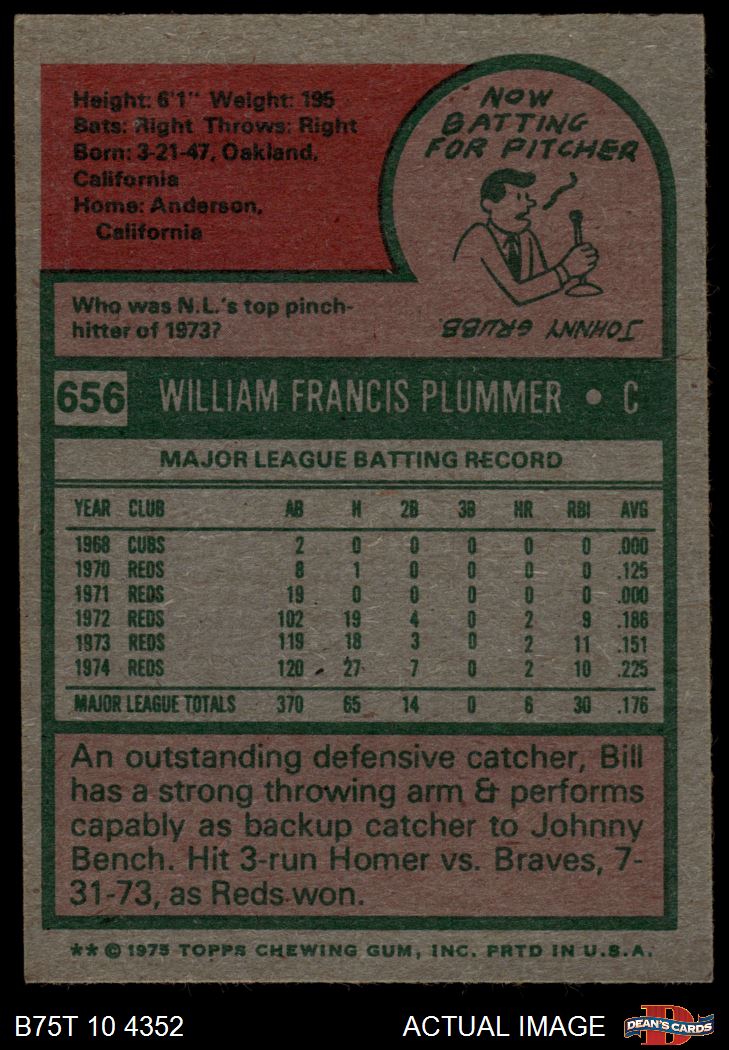 Height: 6'1" Weight: 195
Bats: Right Throws: Right
Born: 3-21-47, Oakland,
California
Home: Anderson,
California
NOW
BATTING
FOR PITCHER
Who was N.L.'s top pinch-
hitter of 1973?
JOHNNY GRUBB.
656 WILLIAM FRANCIS PLUMMER • C
MAJOR LEAGUE BATTING RECORD
YEAR CLUB AB H 2B 3B HR RBI AVG
1968 CUBS 2 0 0 0 0 0 .000
1970 REDS 8 1 0 0 0 0 .125
1971 REDS 19 0 0 0 0 0 .000
1972 REDS 102 19 4 0 2 9 .186
1973 REDS 119 18 3 0 2 11 .151
1974 REDS 120 27 7 0 2 10 .225
MAJOR LEAGUE TOTALS 370 65 14 0 6 30 .176
An outstanding defensive catcher, Bill
has a strong throwing arm & performs
capably as backup catcher to Johnny
Bench. Hit 3-run Homer vs. Braves, 7-
31-73, as Reds won.
** © 1975 TOPPS CHEWING GUM, INC. PRTD IN U.S.A.
B75T 10 4352 ACTUAL IMAGE
DEAN'S CARDS